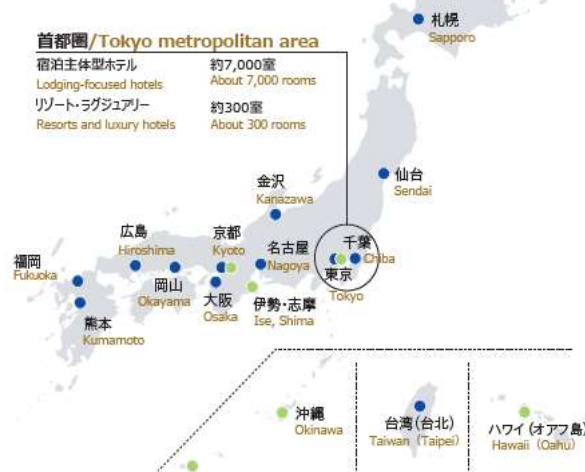 札幌
Sapporo
首都圏/Tokyo metropolitan area
宿泊主体型ホテル 約7,000室
Lodging-focused hotels About 7,000 rooms
リゾート・ラグジュアリー 約300室
Resorts and luxury hotels About 300 rooms
仙台
Sendai
金沢
Kanazawa
広島
Hiroshima
京都
Kyoto
名古屋
Nagoya
千葉
Chiba
東京
Tokyo
福岡
Fukuoka
岡山
Okayama
大阪
Osaka
伊勢・志摩
Ise, Shima
熊本
Kumamoto
沖縄
Okinawa
台湾(台北)
Taiwan (Taipei)
ハワイ(オアフ島)
Hawaii (Oahu)